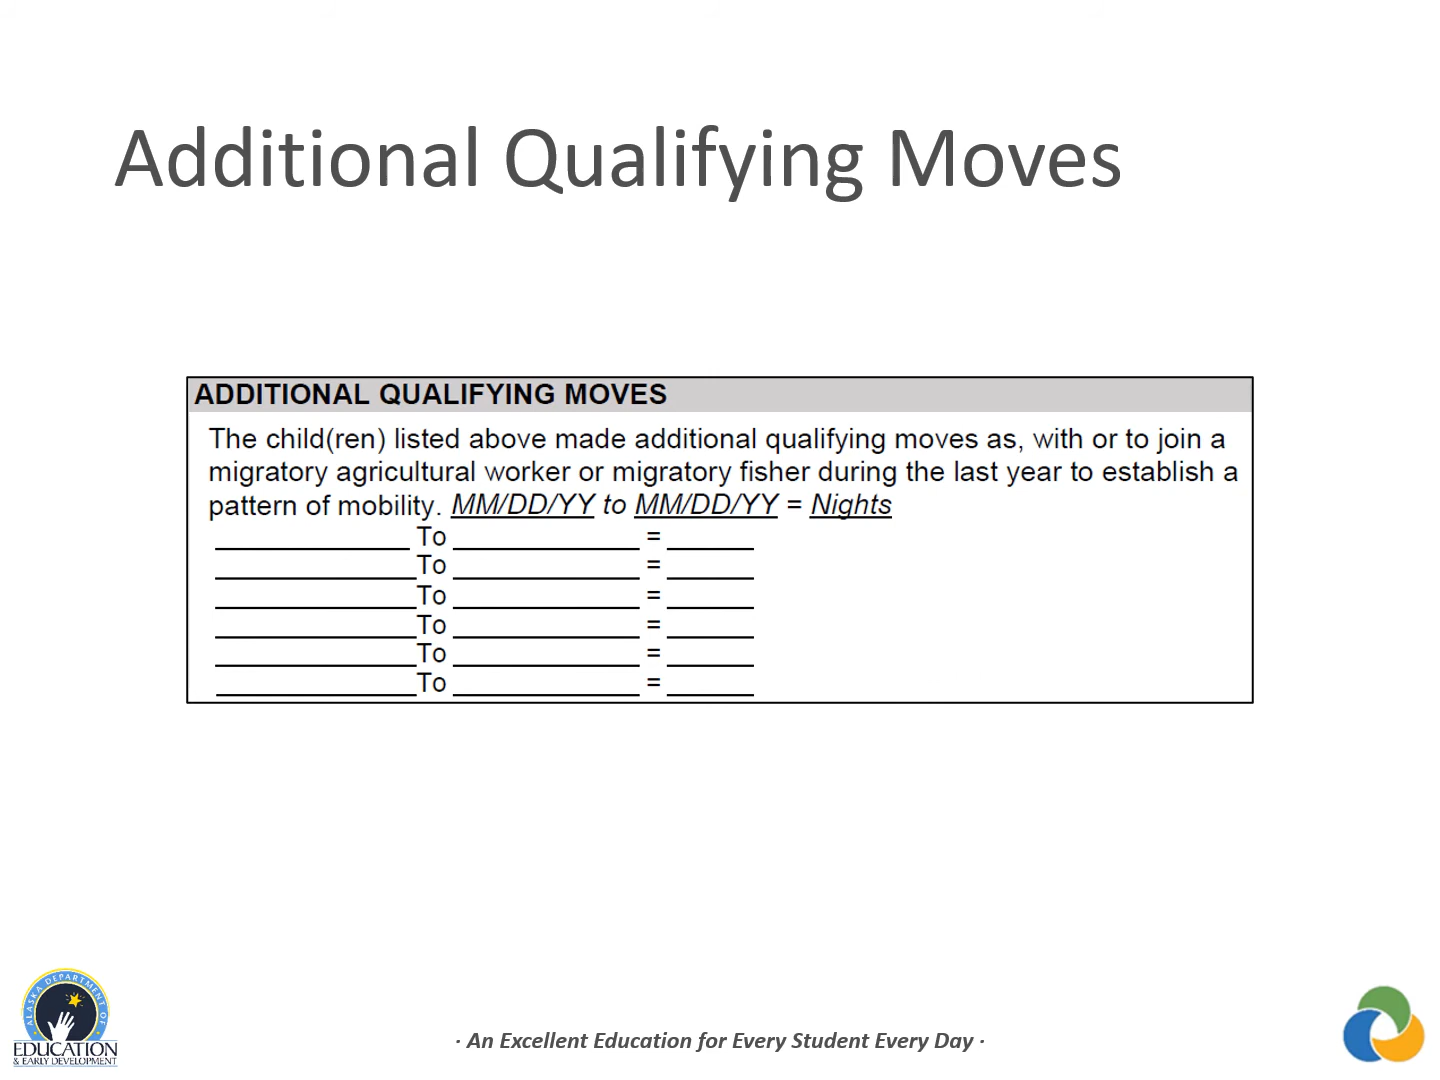 Additional Qualifying Moves
ADDITIONAL QUALIFYING MOVES
The child(ren) listed above made additional qualifying moves as, with or to join a
migratory agricultural worker or migratory fisher during the last year to establish a
pattern of mobility. MM/DD/YY to MM/DD/YY = Nights
To =
To =
To =
To =
To =
To =
ALASKA DEPARTMENT OF
EDUCATION
& EARLY DEVELOPMENT
· An Excellent Education for Every Student Every Day ·